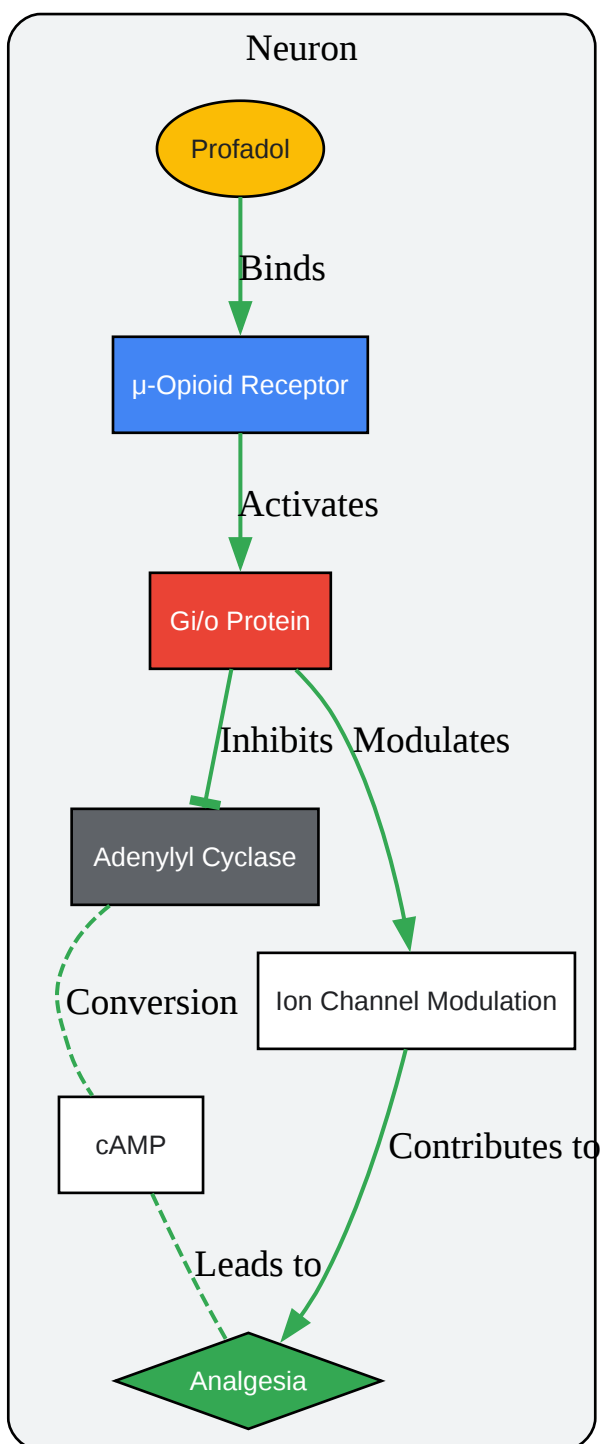 Neuron
Profadol
Binds
μ-Opioid Receptor
Activates
Gi/o Protein
Inhibits
Modulates
Adenylyl Cyclase
Conversion
Ion Channel Modulation
cAMP
Contributes to
Leads to
Analgesia